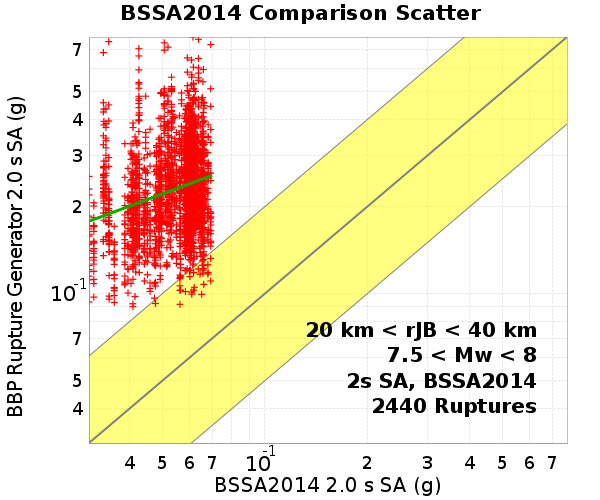 BSSA2014 Comparison Scatter
BBP Rupture Generator 2.0 s SA (g)
7
5
4
3
2
10-1
7
5
4
20 km < rJB < 40 km
7.5 < Mw < 8
2s SA, BSSA2014
2440 Ruptures
4 5 6 7 10-1 2 3 4 5 6 7
BSSA2014 2.0 s SA (g)